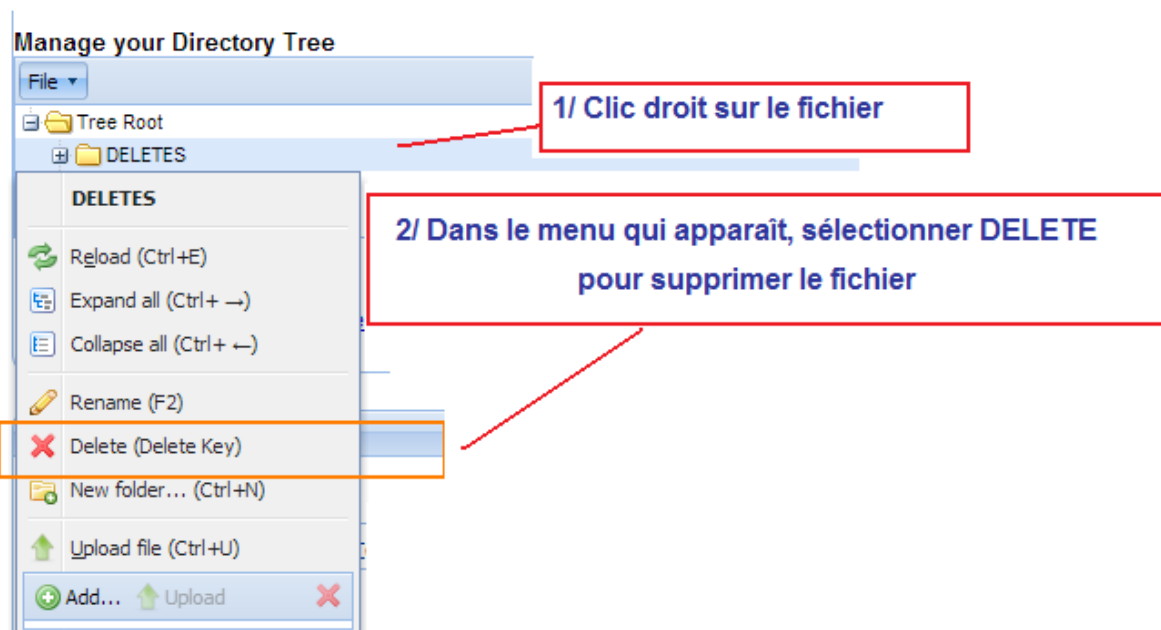 Manage your Directory Tree
File
1/ Clic droit sur le fichier
Tree Root
DELETES
DELETES
2/ Dans le menu qui apparaît, sélectionner DELETE
pour supprimer le fichier
Reload (Ctrl+E)
Expand all (Ctrl+ →)
Collapse all (Ctrl+ ←)
Rename (F2)
Delete (Delete Key)
New folder... (Ctrl+N)
Upload file (Ctrl+U)
Add... Upload